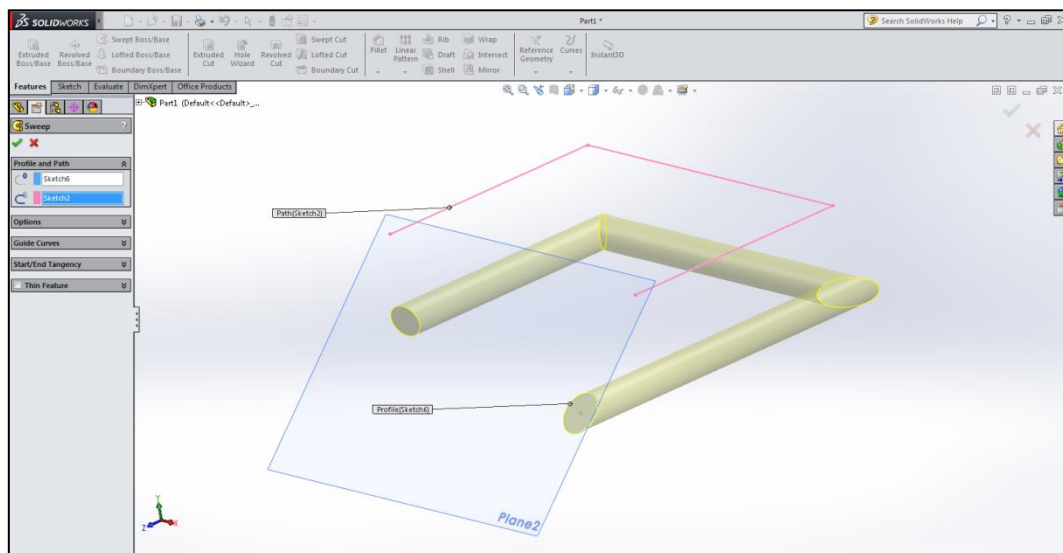 SOLIDWORKS
Part1 *
Search SolidWorks Help
Extruded Boss/Base
Revolved Boss/Base
Swept Boss/Base
Lofted Boss/Base
Boundary Boss/Base
Extruded Cut
Hole Wizard
Revolved Cut
Swept Cut
Lofted Cut
Boundary Cut
Fillet
Linear Pattern
Rib
Draft
Shell
Wrap
Intersect
Mirror
Reference Geometry
Curves
Instant3D
Features
Sketch
Evaluate
DimXpert
Office Products
Part1 (Default<<Default>_...
Sweep
?
Profile and Path
Sketch6
Sketch2
Options
Guide Curves
Start/End Tangency
Thin Feature
Path(Sketch2)
Profile(Sketch6)
Plane2
Y
Z
X